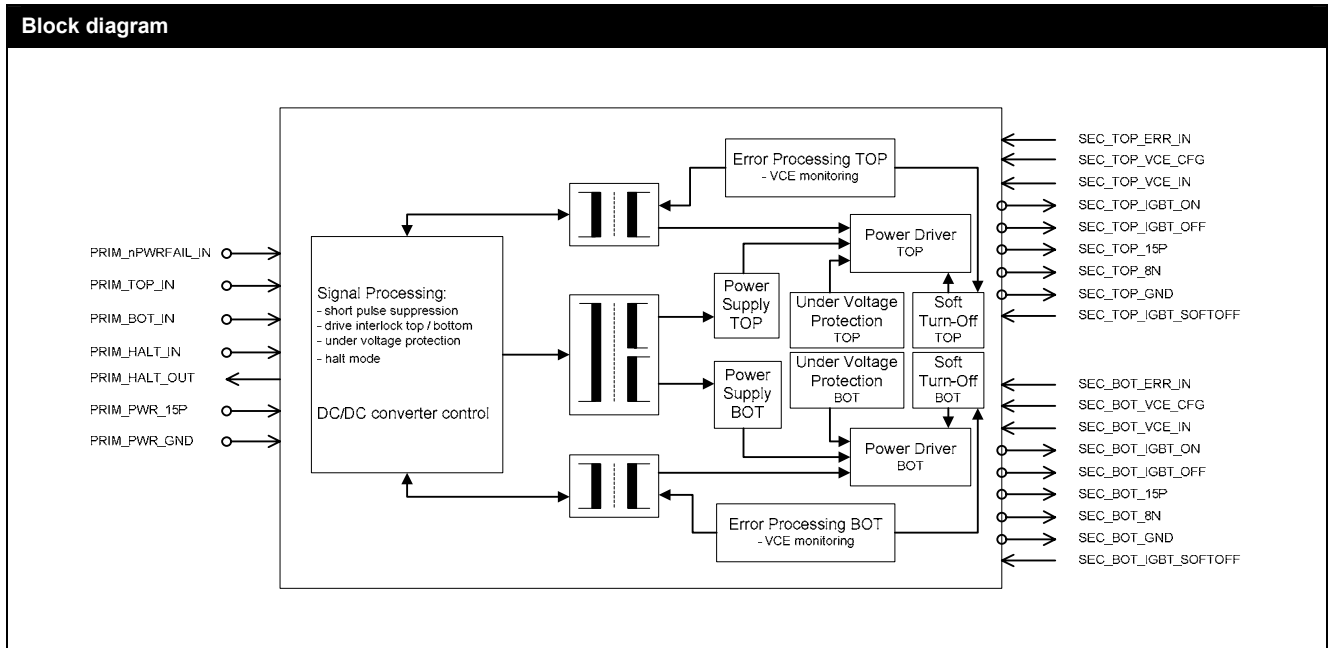 Block diagram
PRIM_nPWRFAIL_IN
PRIM_TOP_IN
PRIM_BOT_IN
PRIM_HALT_IN
PRIM_HALT_OUT
PRIM_PWR_15P
PRIM_PWR_GND
Signal Processing:
- short pulse suppression
- drive interlock top / bottom
- under voltage protection
- halt mode
DC/DC converter control
Error Processing TOP
- VCE monitoring
Power Driver
TOP
Power
Supply
TOP
Under Voltage
Protection
TOP
Soft
Turn-Off
TOP
Power
Supply
BOT
Under Voltage
Protection
BOT
Soft
Turn-Off
BOT
Power Driver
BOT
Error Processing BOT
- VCE monitoring
SEC_TOP_ERR_IN
SEC_TOP_VCE_CFG
SEC_TOP_VCE_IN
SEC_TOP_IGBT_ON
SEC_TOP_IGBT_OFF
SEC_TOP_15P
SEC_TOP_8N
SEC_TOP_GND
SEC_TOP_IGBT_SOFTOFF
SEC_BOT_ERR_IN
SEC_BOT_VCE_CFG
SEC_BOT_VCE_IN
SEC_BOT_IGBT_ON
SEC_BOT_IGBT_OFF
SEC_BOT_15P
SEC_BOT_8N
SEC_BOT_GND
SEC_BOT_IGBT_SOFTOFF